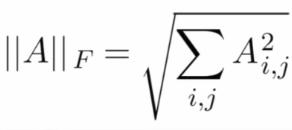 ||A||_F = \sqrt{\sum_{i,j} A_{i,j}^2}